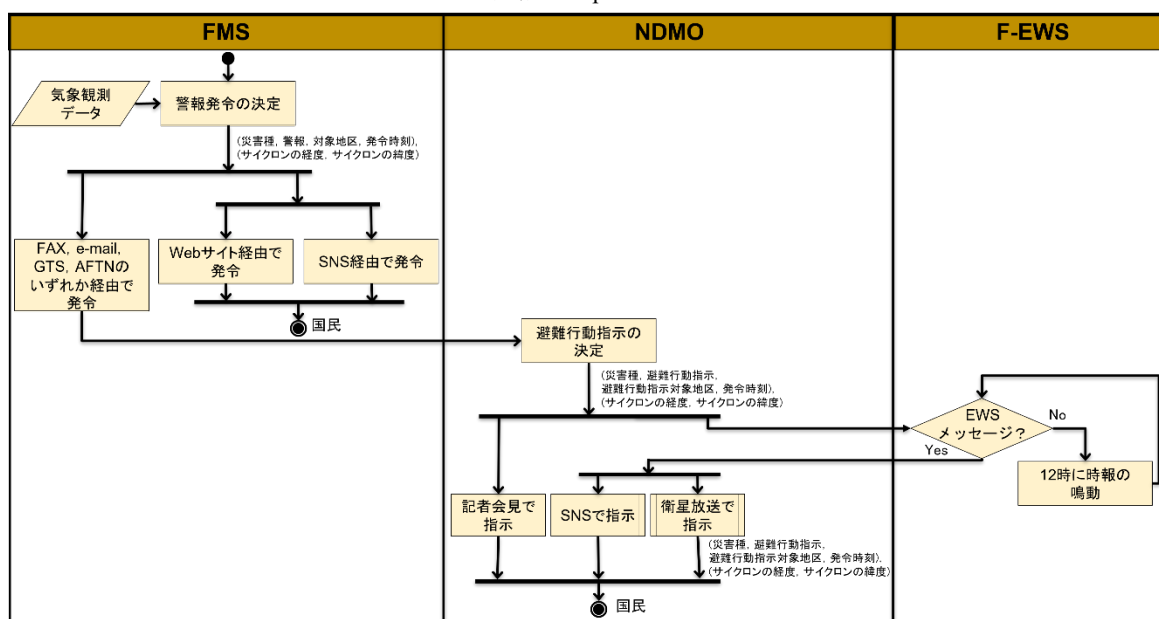 FMS
NDMO
F-EWS
気象観測
データ
警報発令の決定
(災害種, 警報, 対象地区, 発令時刻),
(サイクロンの経度, サイクロンの緯度)
FAX, e-mail,
GTS, AFTNの
いずれか経由で
発令
Webサイト経由で
発令
SNS経由で発令
国民
避難行動指示の
決定
(災害種, 避難行動指示,
避難行動指示対象地区, 発令時刻),
(サイクロンの経度, サイクロンの緯度)
EWS
メッセージ?
No
Yes
12時に時報の
鳴動
記者会見で
指示
SNSで指示
衛星放送で
指示
(災害種, 避難行動指示,
避難行動指示対象地区, 発令時刻),
(サイクロンの経度, サイクロンの緯度)
国民